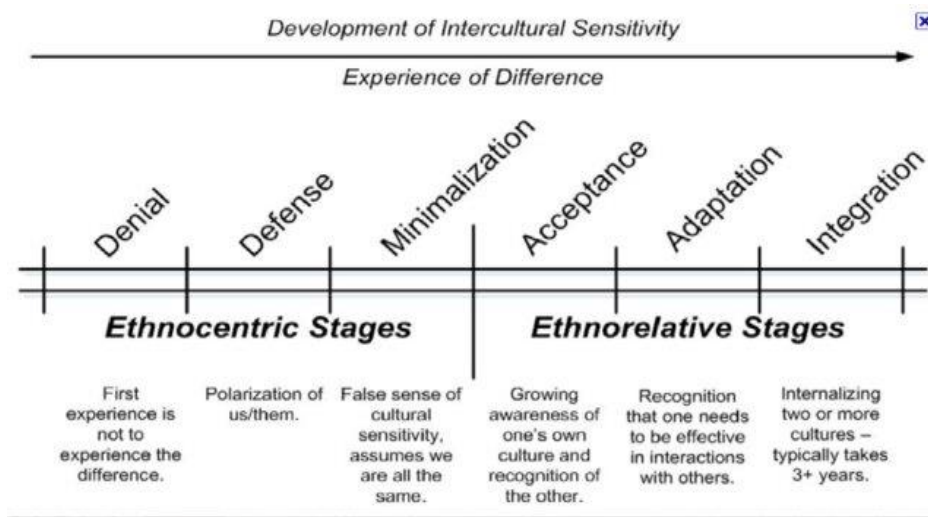 Development of Intercultural Sensitivity
Experience of Difference
Denial
Defense
Minimalization
Acceptance
Adaptation
Integration
Ethnocentric Stages
Ethnorelative Stages
First
experience is
not to
experience the
difference.
Polarization of
us/them.
False sense of
cultural
sensitivity,
assumes we
are all the
same.
Growing
awareness of
one's own
culture and
recognition of
the other.
Recognition
that one needs
to be effective
in interactions
with others.
Internalizing
two or more
cultures –
typically takes
3+ years.